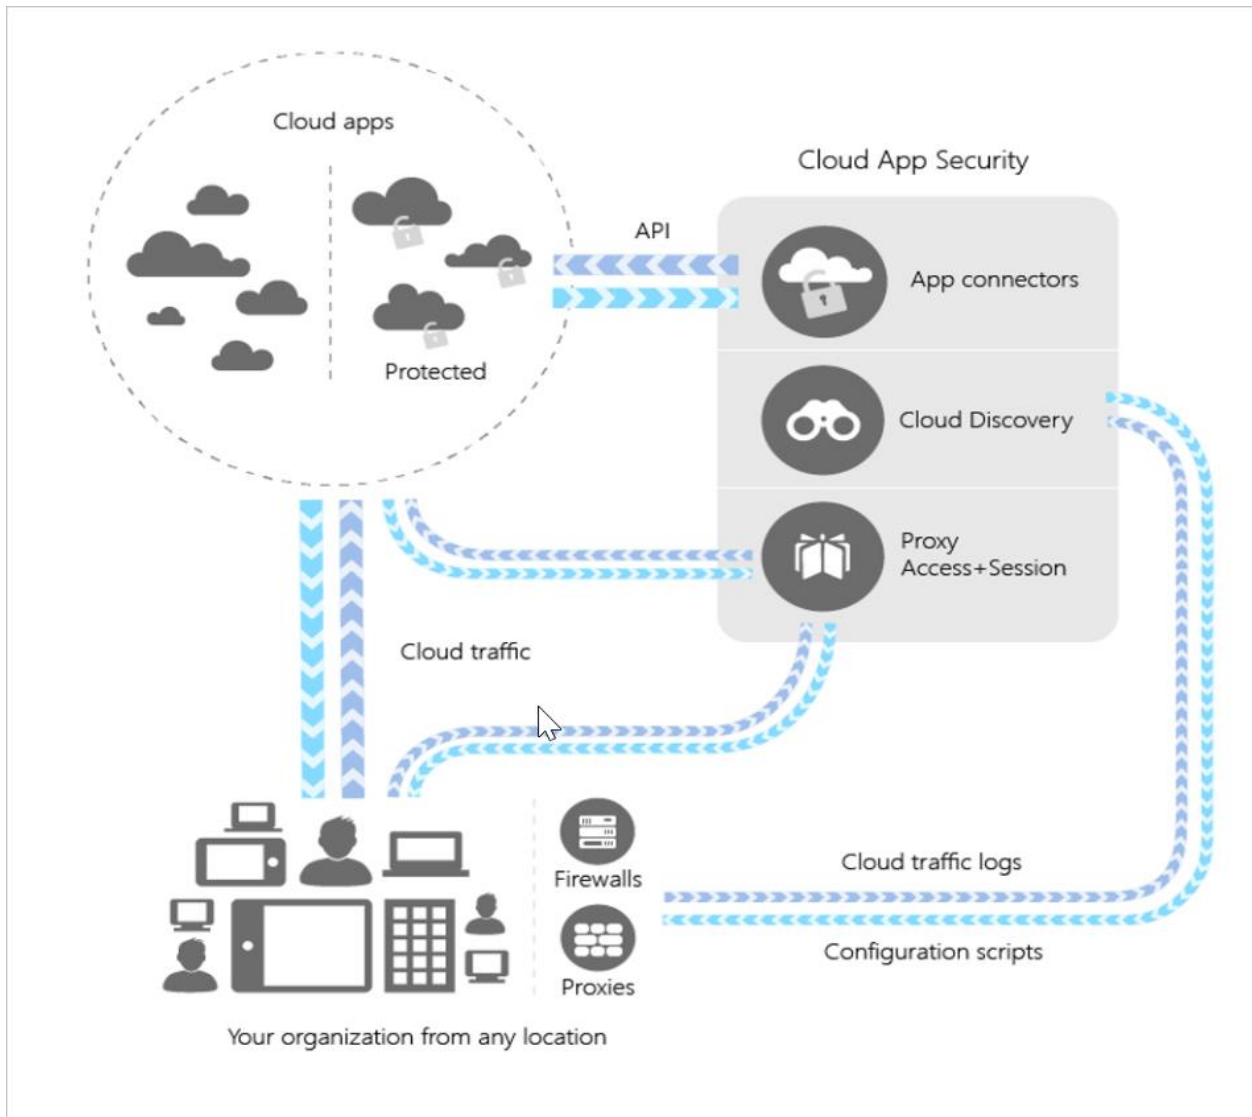 Cloud apps
Cloud App Security
API
App connectors
Protected
Cloud Discovery
Proxy
Access+Session
Cloud traffic
Cloud traffic logs
Firewalls
Configuration scripts
Proxies
Your organization from any location